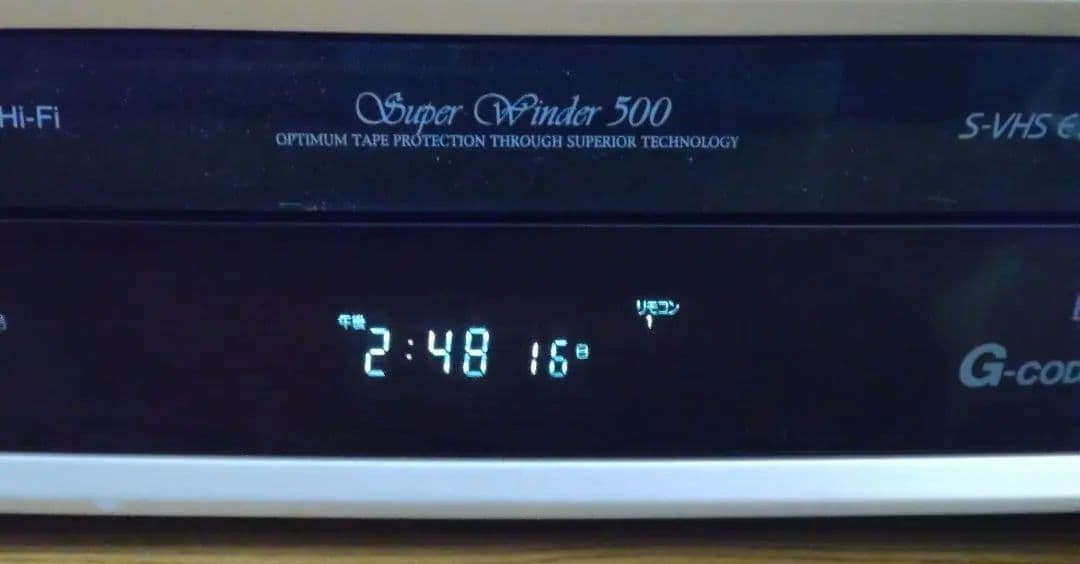 Hi-Fi
Super Winder 500
S-VHS
OPTIMUM TAPE PROTECTION THROUGH SUPERIOR TECHNOLOGY
リモコン
1
午後 2:48 16日
G-COD